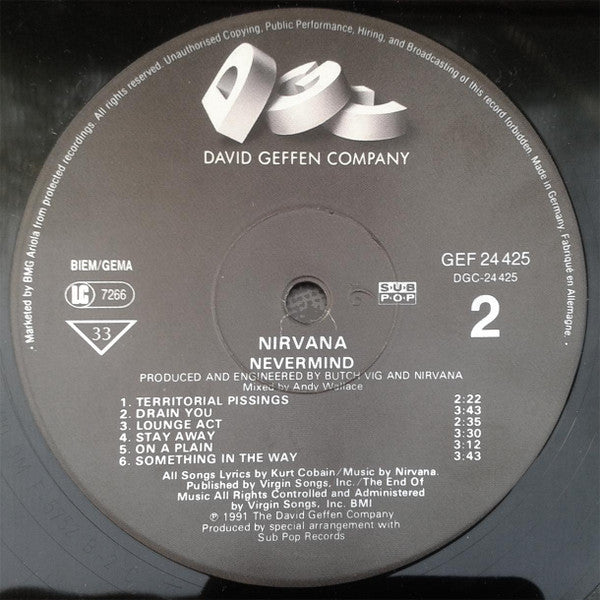 · Marketed by BMG Ariola from protected recordings. All rights reserved. Unauthorised Copying, Public Performance, Hiring, and Broadcasting of this record forbidden. Made in Germany. Fabriqué en Allemagne ·
DGC
DAVID GEFFEN COMPANY
BIEM/GEMA
LC 7266
33
GEF 24 425
DGC-24 425
SUB
POP
2
NIRVANA
NEVERMIND
PRODUCED AND ENGINEERED BY BUTCH VIG AND NIRVANA
Mixed by Andy Wallace
1. TERRITORIAL PISSINGS 2:22
2. DRAIN YOU 3:43
3. LOUNGE ACT 2:35
4. STAY AWAY 3:30
5. ON A PLAIN 3:12
6. SOMETHING IN THE WAY 3:43
All Songs Lyrics by Kurt Cobain/Music by Nirvana.
Published by Virgin Songs, Inc./The End Of
Music All Rights Controlled and Administered
by Virgin Songs, Inc. BMI
℗ 1991 The David Geffen Company
Produced by special arrangement with
Sub Pop Records